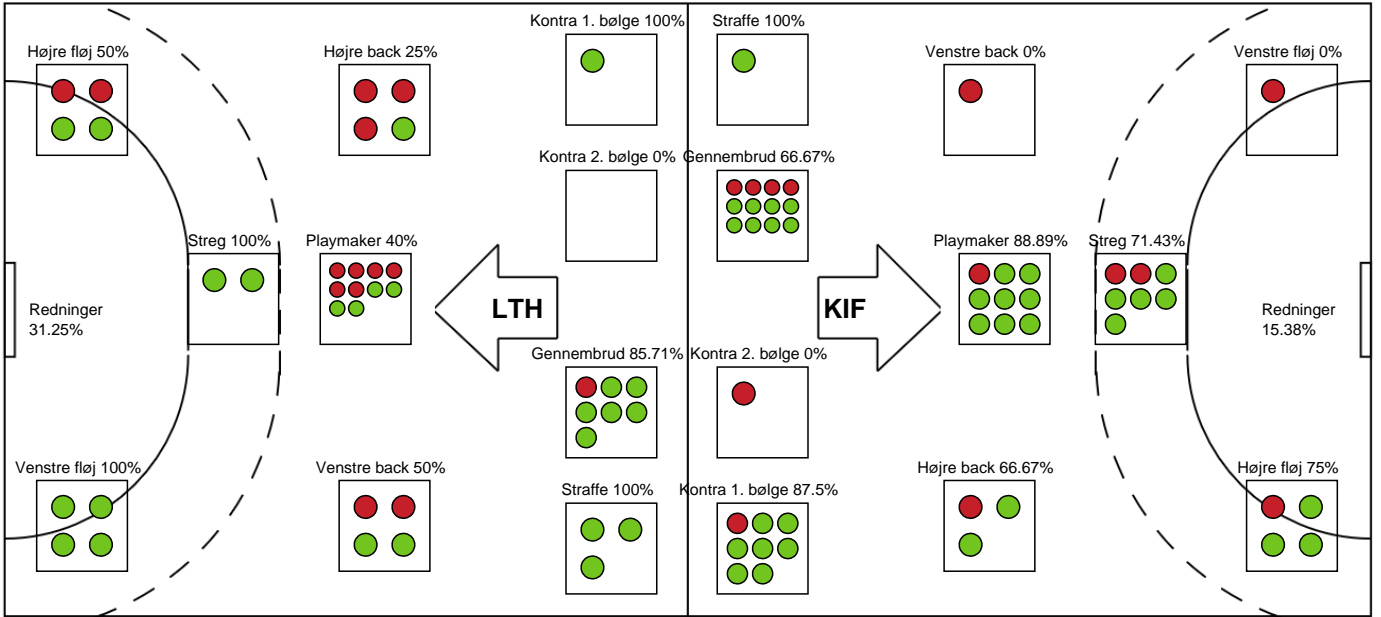 Kontra 1. bølge 100%
Straffe 100%
Højre fløj 50%
Højre back 25%
Venstre back 0%
Venstre fløj 0%
Kontra 2. bølge 0%
Gennembrud 66.67%
Streg 100%
Playmaker 40%
Playmaker 88.89%
Streg 71.43%
Redninger
31.25%
LTH
KIF
Redninger
15.38%
Gennembrud 85.71%
Kontra 2. bølge 0%
Venstre fløj 100%
Venstre back 50%
Højre back 66.67%
Højre fløj 75%
Straffe 100%
Kontra 1. bølge 87.5%